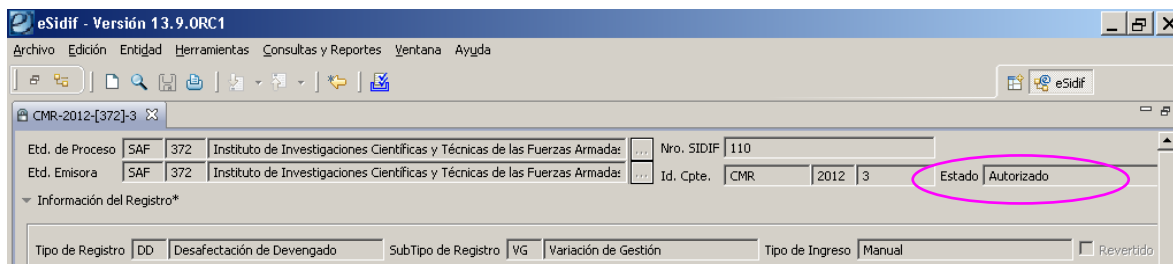 eSidif - Versión 13.9.0RC1
Archivo Edición Entidad Herramientas Consultas y Reportes Ventana Ayuda
eSidif
CMR-2012-[372]-3
Etd. de Proceso SAF 372 Instituto de Investigaciones Científicas y Técnicas de las Fuerzas Armadas ... Nro. SIDIF 110
Etd. Emisora SAF 372 Instituto de Investigaciones Científicas y Técnicas de las Fuerzas Armadas ... Id. Cpte. CMR 2012 3 Estado Autorizado
Información del Registro*
Tipo de Registro DD Desafectación de Devengado SubTipo de Registro VG Variación de Gestión Tipo de Ingreso Manual Revertido